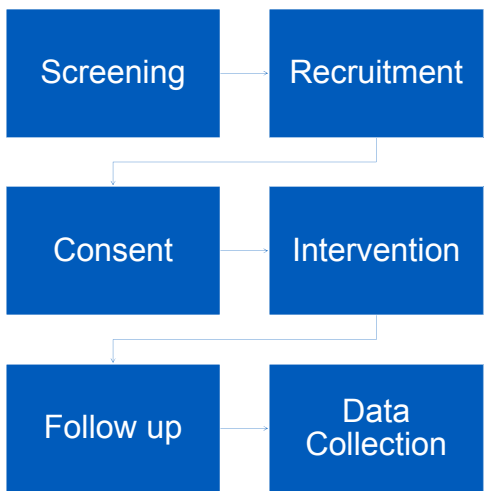 Screening
Recruitment
Consent
Intervention
Follow up
Data
Collection